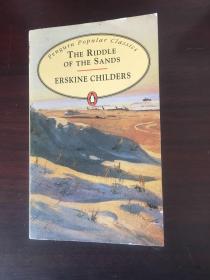 Penguin Popular Classics
THE RIDDLE
OF THE SANDS
ERSKINE CHILDERS